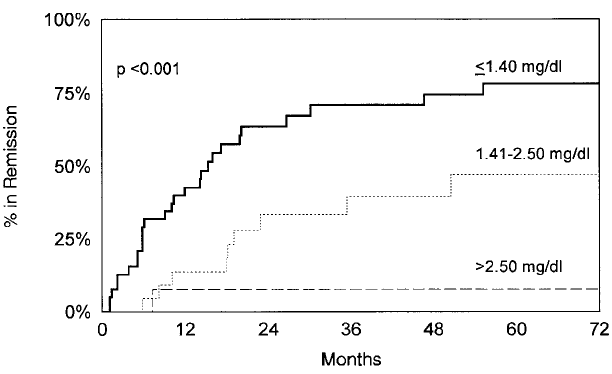 100%
p <0.001
≤1.40 mg/dl
75%
% in Remission
50%
1.41-2.50 mg/dl
25%
>2.50 mg/dl
0%
0 12 24 36 48 60 72
Months